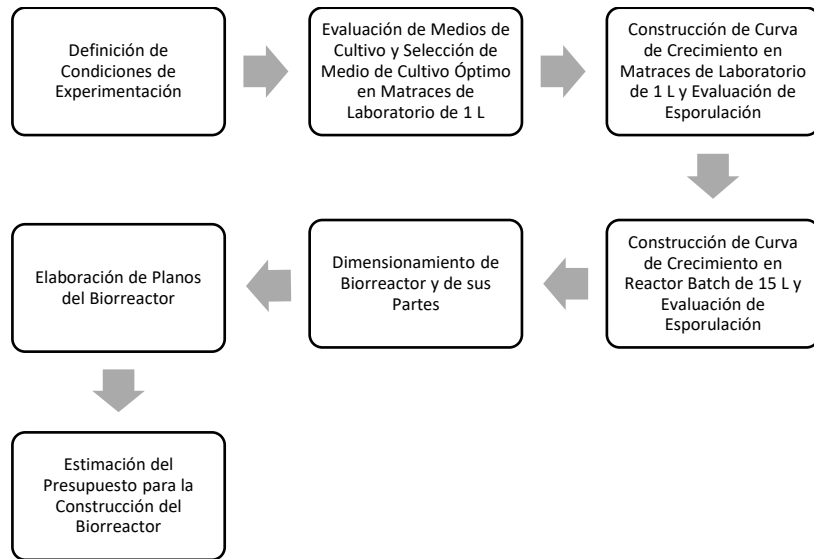 Definición de
Condiciones de
Experimentación
Evaluación de Medios de
Cultivo y Selección de
Medio de Cultivo Óptimo
en Matraces de
Laboratorio de 1 L
Construcción de Curva
de Crecimiento en
Matraces de Laboratorio
de 1 L y Evaluación de
Esporulación
Construcción de Curva
de Crecimiento en
Reactor Batch de 15 L y
Evaluación de
Esporulación
Dimensionamiento de
Biorreactor y de sus
Partes
Elaboración de Planos
del Biorreactor
Estimación del
Presupuesto para la
Construcción del
Biorreactor